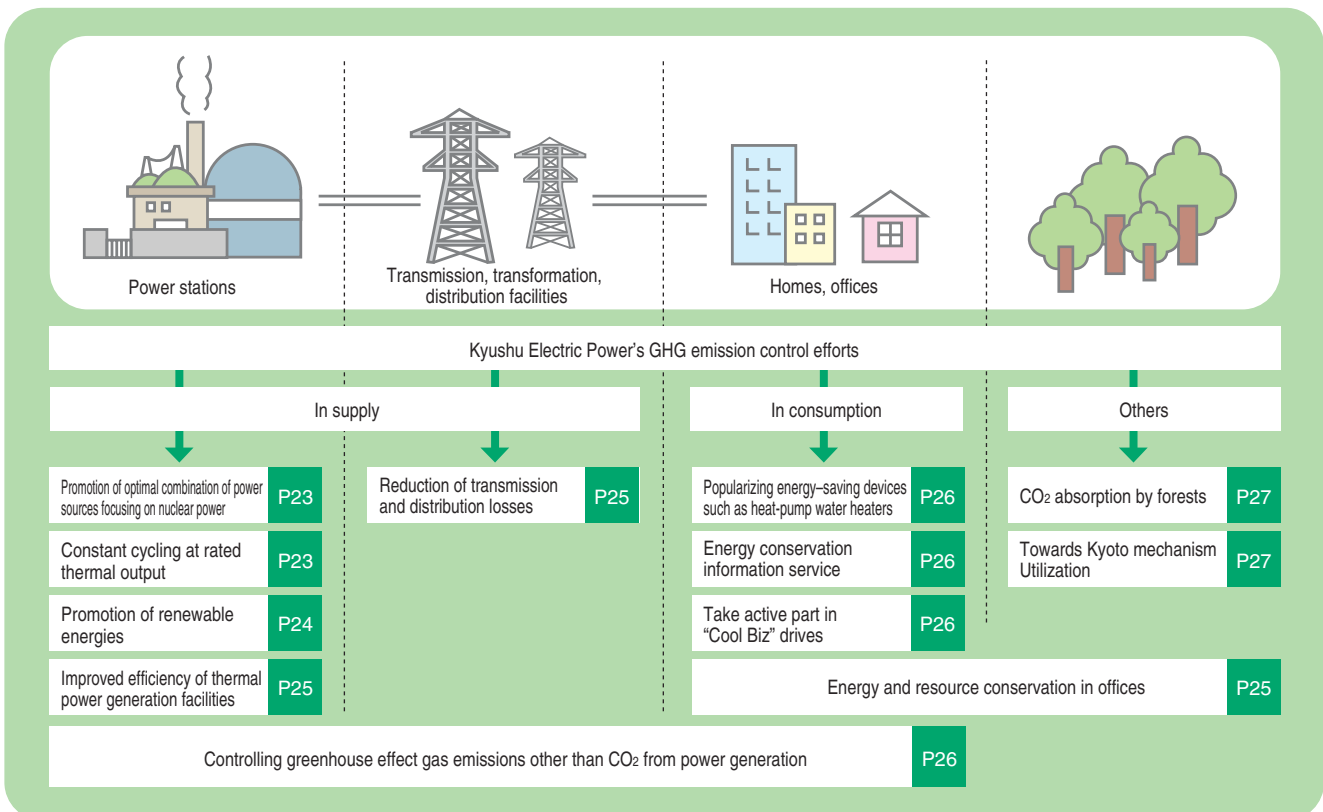 Power stations
Transmission, transformation,
distribution facilities
Homes, offices
Kyushu Electric Power's GHG emission control efforts
In supply
In consumption
Others
Promotion of optimal combination of power
sources focusing on nuclear power
P23
Constant cycling at rated
thermal output
P23
Promotion of renewable
energies
P24
Improved efficiency of thermal
power generation facilities
P25
Reduction of transmission
and distribution losses
P25
Popularizing energy–saving devices
such as heat-pump water heaters
P26
Energy conservation
information service
P26
Take active part in
“Cool Biz” drives
P26
CO2 absorption by forests
P27
Towards Kyoto mechanism
Utilization
P27
Energy and resource conservation in offices
P25
Controlling greenhouse effect gas emissions other than CO2 from power generation
P26